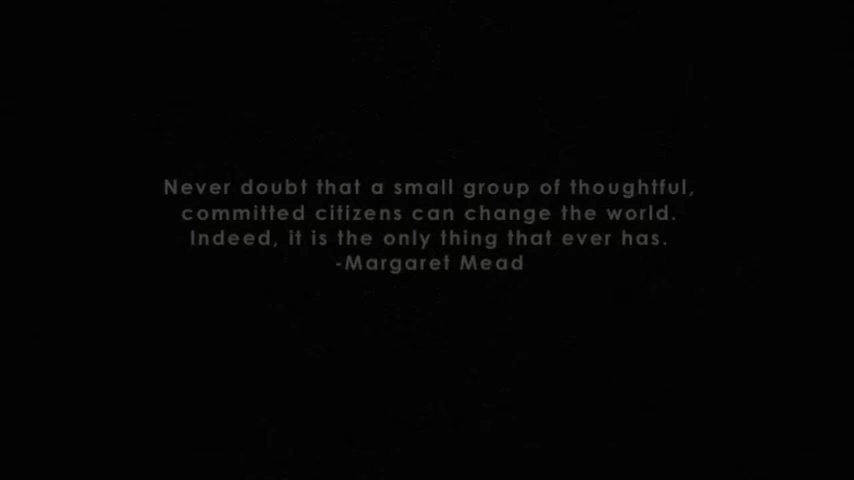 Never doubt that a small group of thoughtful,
committed citizens can change the world.
Indeed, it is the only thing that ever has.
-Margaret Mead